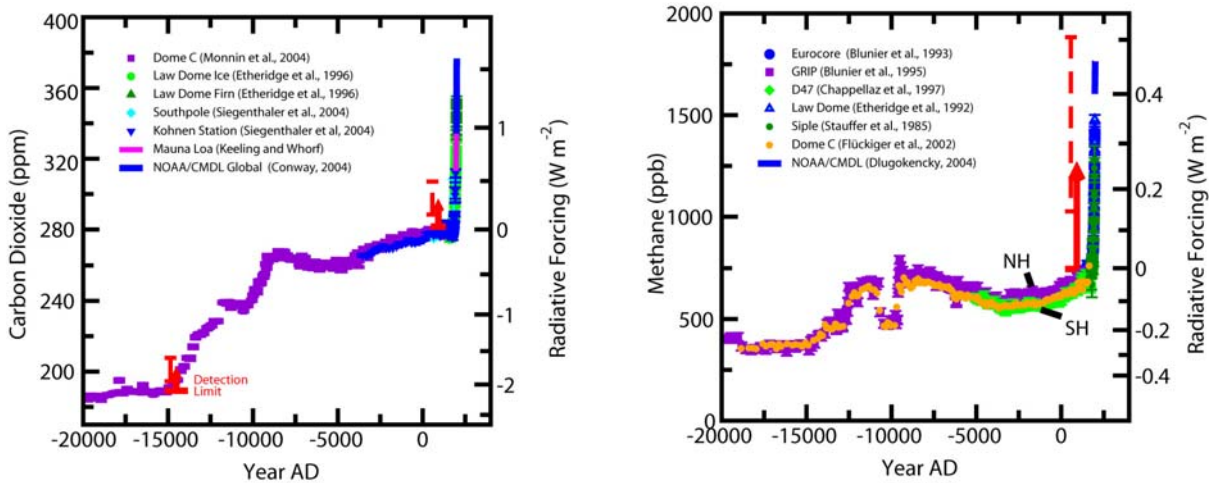 400
360
320
280
240
200
Carbon Dioxide (ppm)
Dome C (Monnin et al., 2004)
Law Dome Ice (Etheridge et al., 1996)
Law Dome Firn (Etheridge et al., 1996)
Southpole (Siegenthaler et al., 2004)
Kohnen Station (Siegenthaler et al, 2004)
Mauna Loa (Keeling and Whorf)
NOAA/CMDL Global (Conway, 2004)
Detection
Limit
1
0
-1
-2
Radiative Forcing (W m-2)
-20000 -15000 -10000 -5000 0
Year AD
2000
1500
1000
500
0
Methane (ppb)
Eurocore (Blunier et al., 1993)
GRIP (Blunier et al., 1995)
D47 (Chappellaz et al., 1997)
Law Dome (Etheridge et al., 1992)
Siple (Stauffer et al., 1985)
Dome C (Flückiger et al., 2002)
NOAA/CMDL (Dlugokencky, 2004)
NH
SH
0.4
0.2
0
-0.2
-0.4
Radiative Forcing (W m-2)
-20000 -15000 -10000 -5000 0
Year AD